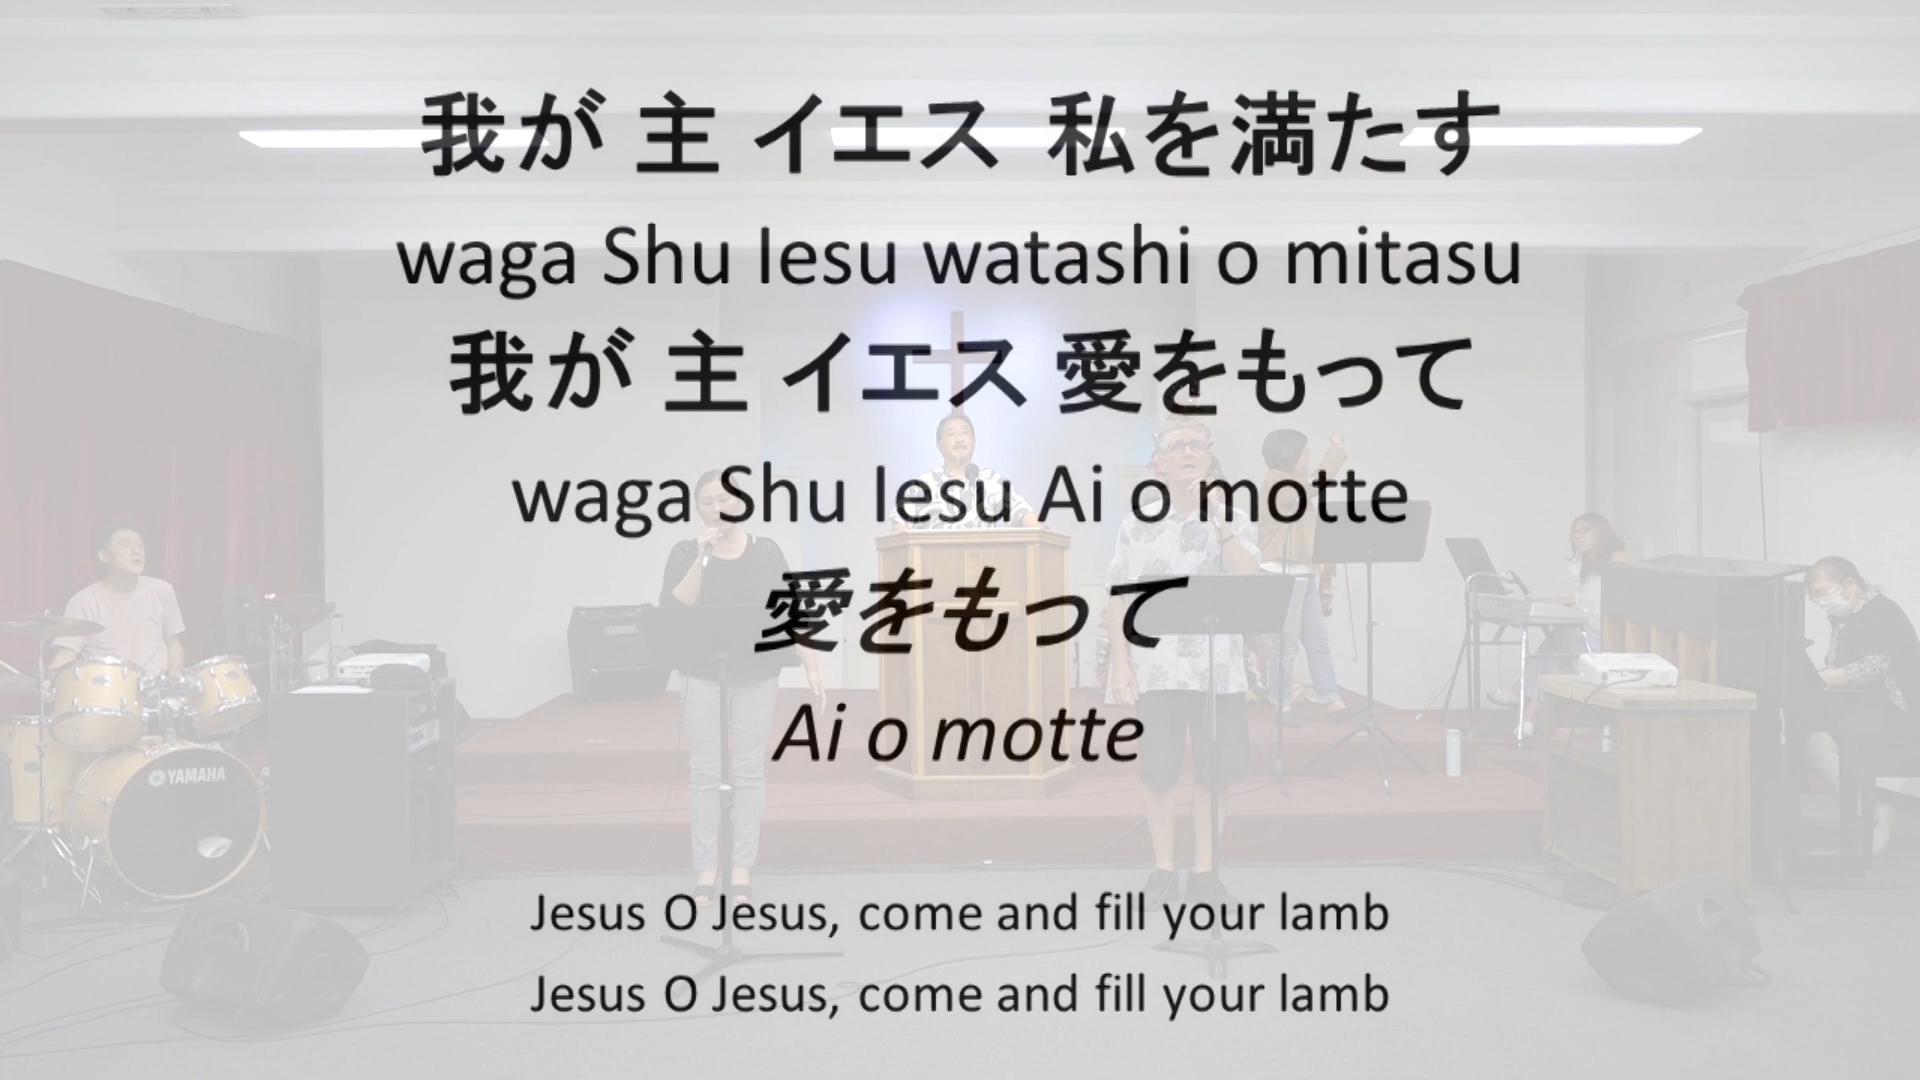 我が 主 イエス 私を満たす
waga Shu Iesu watashi o mitasu
我が 主 イエス 愛をもって
waga Shu Iesu Ai o motte
愛をもって
Ai o motte
YAMAHA
Jesus O Jesus, come and fill your lamb
Jesus O Jesus, come and fill your lamb